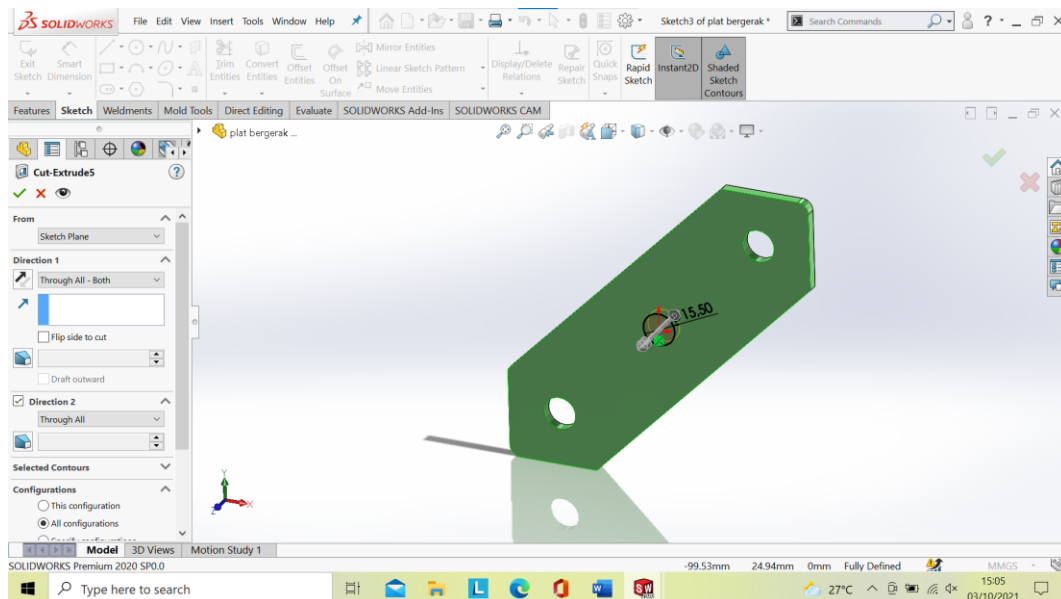 SOLIDWORKS File Edit View Insert Tools Window Help Sketch3 of plat bergerak * Search Commands ?
Exit Sketch
Smart Dimension
Trim Entities
Convert Entities
Offset Entities
Offset On Surface
Mirror Entities
Linear Sketch Pattern
Move Entities
Display/Delete Relations
Repair Sketch
Quick Snaps
Rapid Sketch
Instant2D
Shaded Sketch Contours
Features Sketch Weldments Mold Tools Direct Editing Evaluate SOLIDWORKS Add-Ins SOLIDWORKS CAM
plat bergerak ...
Cut-Extrude5
From
Sketch Plane
Direction 1
Through All - Both
Flip side to cut
Draft outward
Direction 2
Through All
Selected Contours
Configurations
This configuration
All configurations
15,50
Y
X
Z
Model 3D Views Motion Study 1
SOLIDWORKS Premium 2020 SP0.0 -99.53mm 24.94mm 0mm Fully Defined MMGS
Type here to search 27°C 15:05
03/10/2021